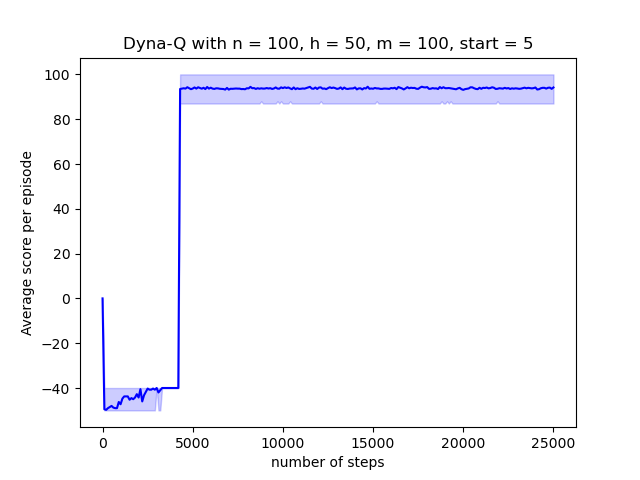 Dyna-Q with n = 100, h = 50, m = 100, start = 5
100
80
60
40
20
0
−20
−40
Average score per episode
0 5000 10000 15000 20000 25000
number of steps